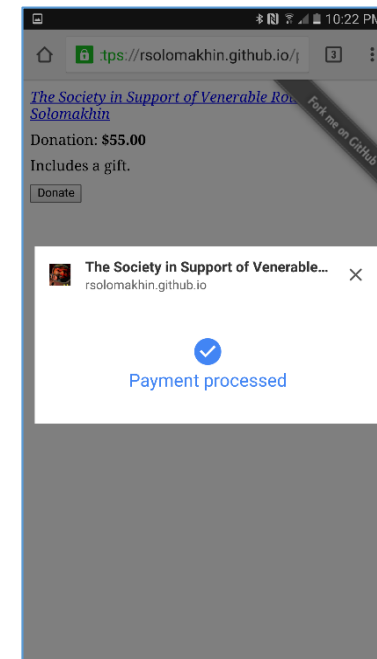 10:22 PM
:tps://rsolomakhin.github.io/
3
The Society in Support of Venerable
Solomakhin
Fork me on GitHub
Donation: $55.00
Includes a gift.
Donate
The Society in Support of Venerable...
rsolomakhin.github.io
Payment processed